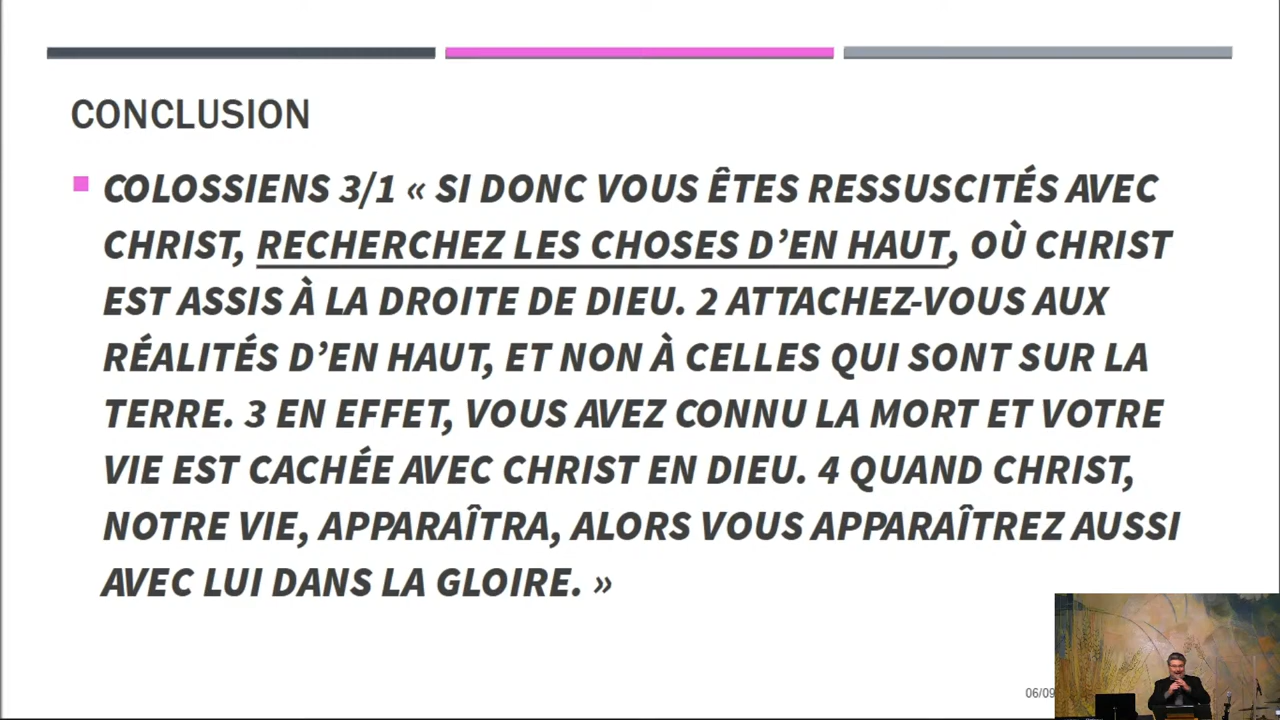 CONCLUSION
COLOSSIENS 3/1 « SI DONC VOUS ÊTES RESSUSCITÉS AVEC
CHRIST, RECHERCHEZ LES CHOSES D’EN HAUT, OÙ CHRIST
EST ASSIS À LA DROITE DE DIEU. 2 ATTACHEZ-VOUS AUX
RÉALITÉS D’EN HAUT, ET NON À CELLES QUI SONT SUR LA
TERRE. 3 EN EFFET, VOUS AVEZ CONNU LA MORT ET VOTRE
VIE EST CACHÉE AVEC CHRIST EN DIEU. 4 QUAND CHRIST,
NOTRE VIE, APPARAÎTRA, ALORS VOUS APPARAÎTREZ AUSSI
AVEC LUI DANS LA GLOIRE. »
06/09